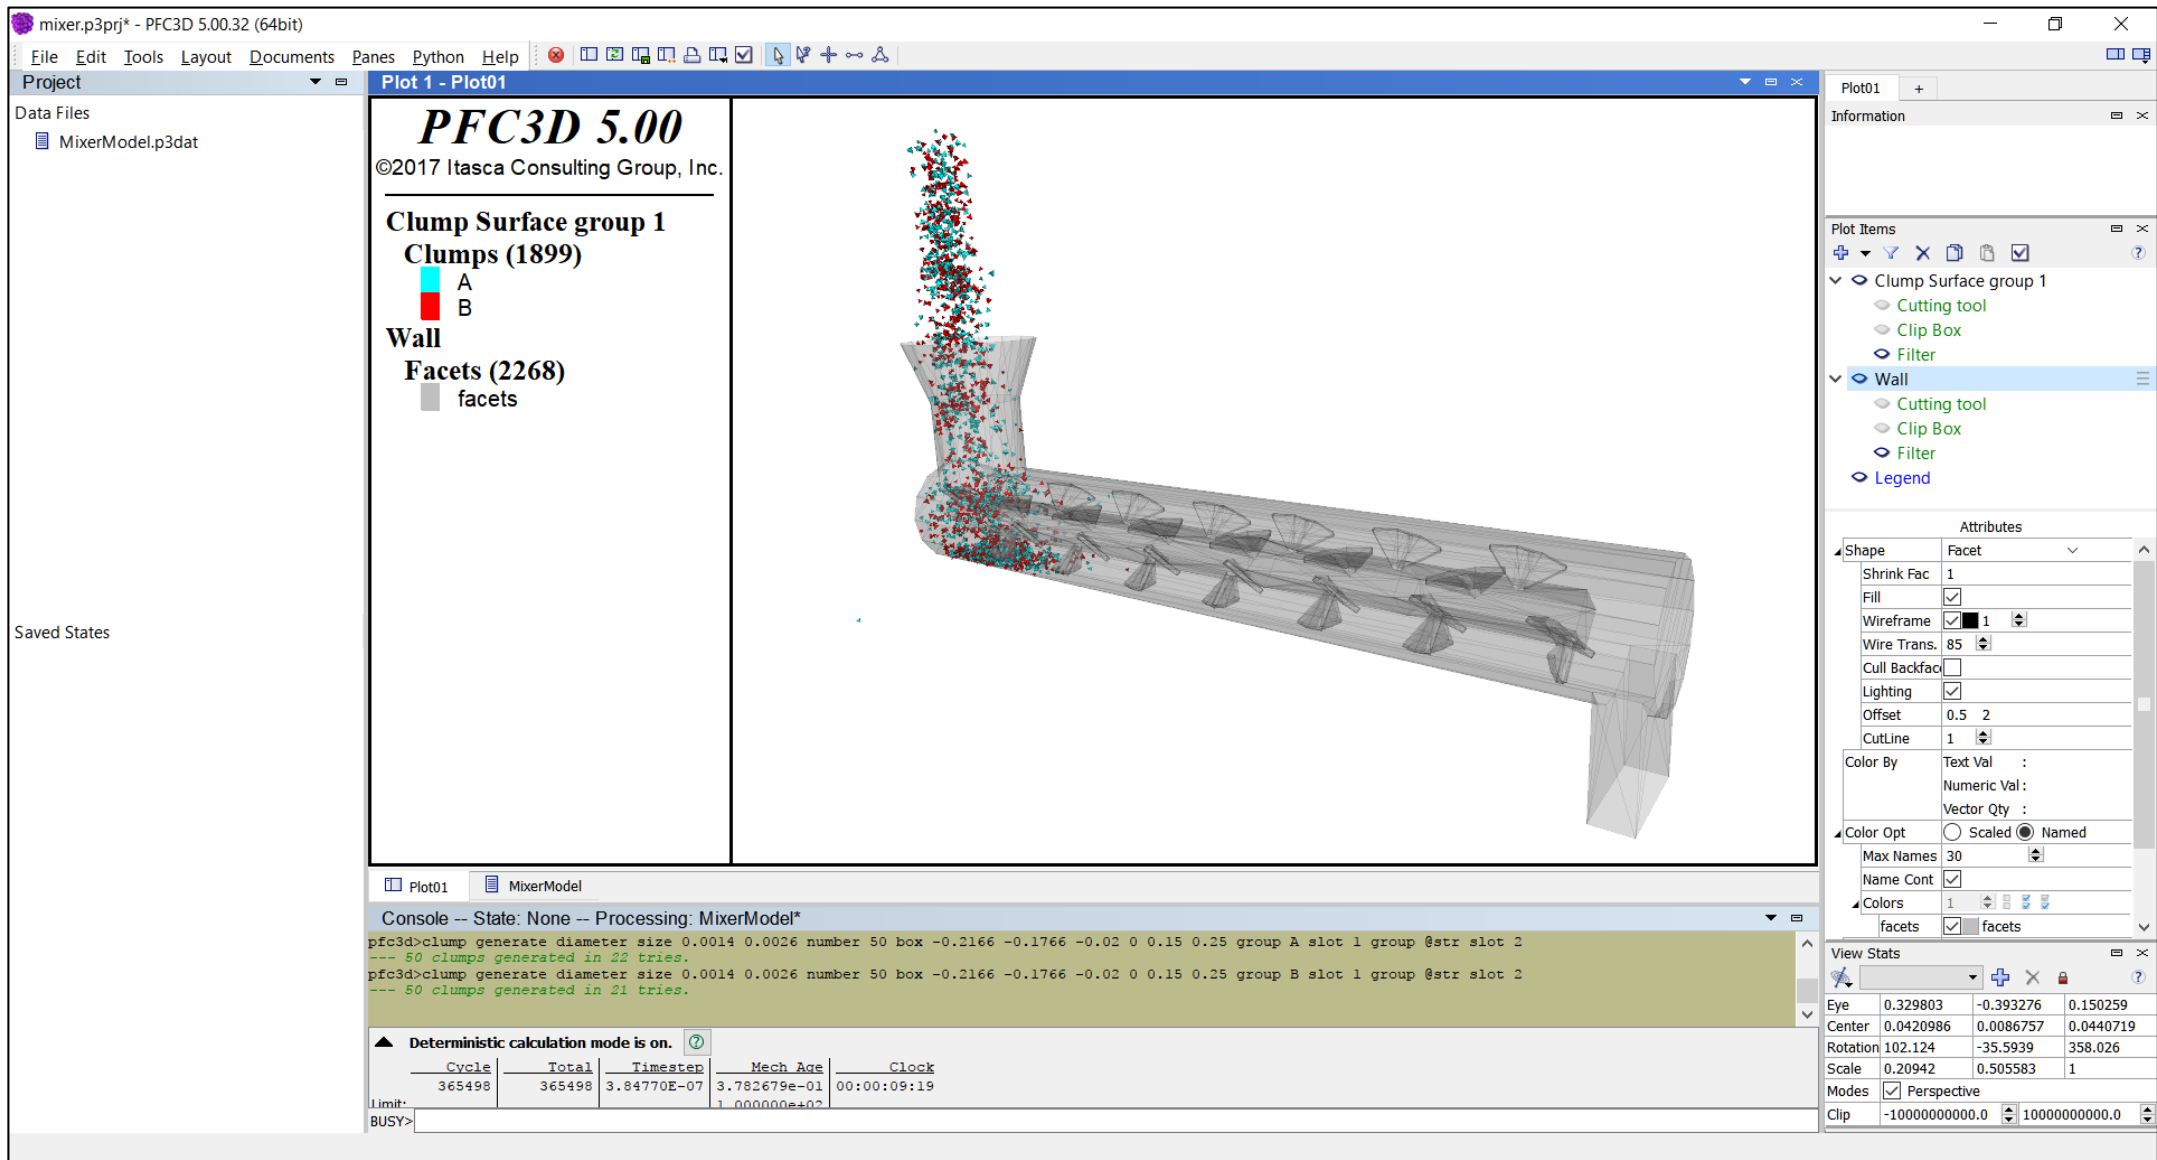 mixer.p3prj* - PFC3D 5.00.32 (64bit)
File Edit Tools Layout Documents Panes Python Help
Project
Data Files
MixerModel.p3dat
Saved States
Plot 1 - Plot01
PFC3D 5.00
©2017 Itasca Consulting Group, Inc.
Clump Surface group 1
Clumps (1899)
A
B
Wall
Facets (2268)
facets
Plot01 MixerModel
Console -- State: None -- Processing: MixerModel*
pfc3d>clump generate diameter size 0.0014 0.0026 number 50 box -0.2166 -0.1766 -0.02 0 0.15 0.25 group A slot 1 group @str slot 2
--- 50 clumps generated in 22 tries.
pfc3d>clump generate diameter size 0.0014 0.0026 number 50 box -0.2166 -0.1766 -0.02 0 0.15 0.25 group B slot 1 group @str slot 2
--- 50 clumps generated in 21 tries.
Deterministic calculation mode is on.
Cycle Total Timestep Mech Age Clock
365498 365498 3.84770E-07 3.782679e-01 00:00:09:19
Limit: 1.000000e+02
BUSY>
Plot01 +
Information
Plot Items
Clump Surface group 1
Cutting tool
Clip Box
Filter
Wall
Cutting tool
Clip Box
Filter
Legend
Attributes
Shape Facet
Shrink Fac 1
Fill
Wireframe 1
Wire Trans. 85
Cull Backfac
Lighting
Offset 0.5 2
CutLine 1
Color By Text Val :
Numeric Val :
Vector Qty :
Color Opt Scaled Named
Max Names 30
Name Cont
Colors 1
facets facets
View Stats
Eye 0.329803 -0.393276 0.150259
Center 0.0420986 0.0086757 0.0440719
Rotation 102.124 -35.5939 358.026
Scale 0.20942 0.505583 1
Modes Perspective
Clip -10000000000.0 10000000000.0